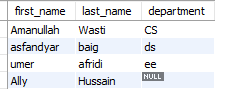 first_name last_name department
Amanullah Wasti CS
asfandyar baig ds
umer afridi ee
Ally Hussain NULL